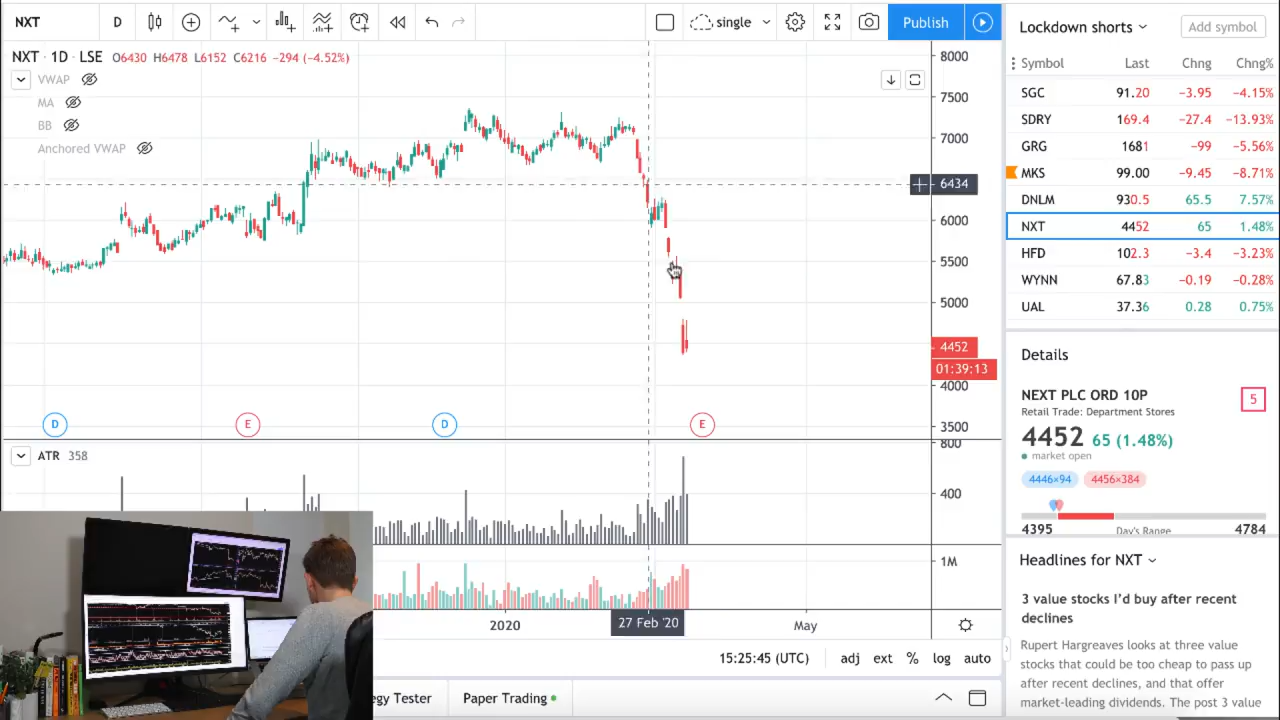 NXT D single Publish
NXT · 1D · LSE O6430 H6478 L6152 C6216 −294 (−4.52%)
VWAP
MA
BB
Anchored VWAP
8000
7500
7000
6434
6000
5500
5000
4452
01:39:13
4000
3500
D E D E
ATR 358
800
400
1M
2020 27 Feb '20 May
15:25:45 (UTC) adj ext % log auto
egy Tester Paper Trading
Lockdown shorts Add symbol
Symbol Last Chng Chng%
SGC 91.20 −3.95 −4.15%
SDRY 169.4 −27.4 −13.93%
GRG 1681 −99 −5.56%
MKS 99.00 −9.45 −8.71%
DNLM 930.5 65.5 7.57%
NXT 4452 65 1.48%
HFD 102.3 −3.4 −3.23%
WYNN 67.83 −0.19 −0.28%
UAL 37.36 0.28 0.75%
Details
NEXT PLC ORD 10P 5
Retail Trade: Department Stores
4452 65 (1.48%)
market open
4446×94 4456×384
4395 Day's Range 4784
Headlines for NXT
3 value stocks I'd buy after recent
declines
Rupert Hargreaves looks at three value
stocks that could be too cheap to pass up
after recent declines, and that offer
market-leading dividends. The post 3 value